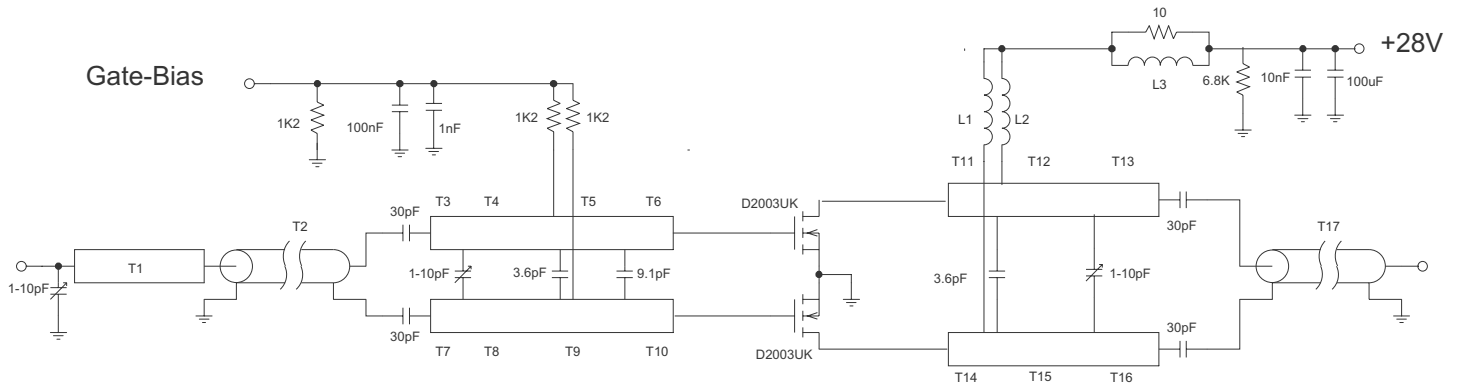 10
+28V
L3
6.8K
10nF
100uF
Gate-Bias
1K2
100nF
1nF
1K2
1K2
L1
L2
T11
T12
T13
T3
T4
T5
T6
D2003UK
30pF
T2
30pF
T17
T1
1-10pF
1-10pF
3.6pF
9.1pF
3.6pF
1-10pF
30pF
30pF
T7
T8
T9
T10
D2003UK
T14
T15
T16